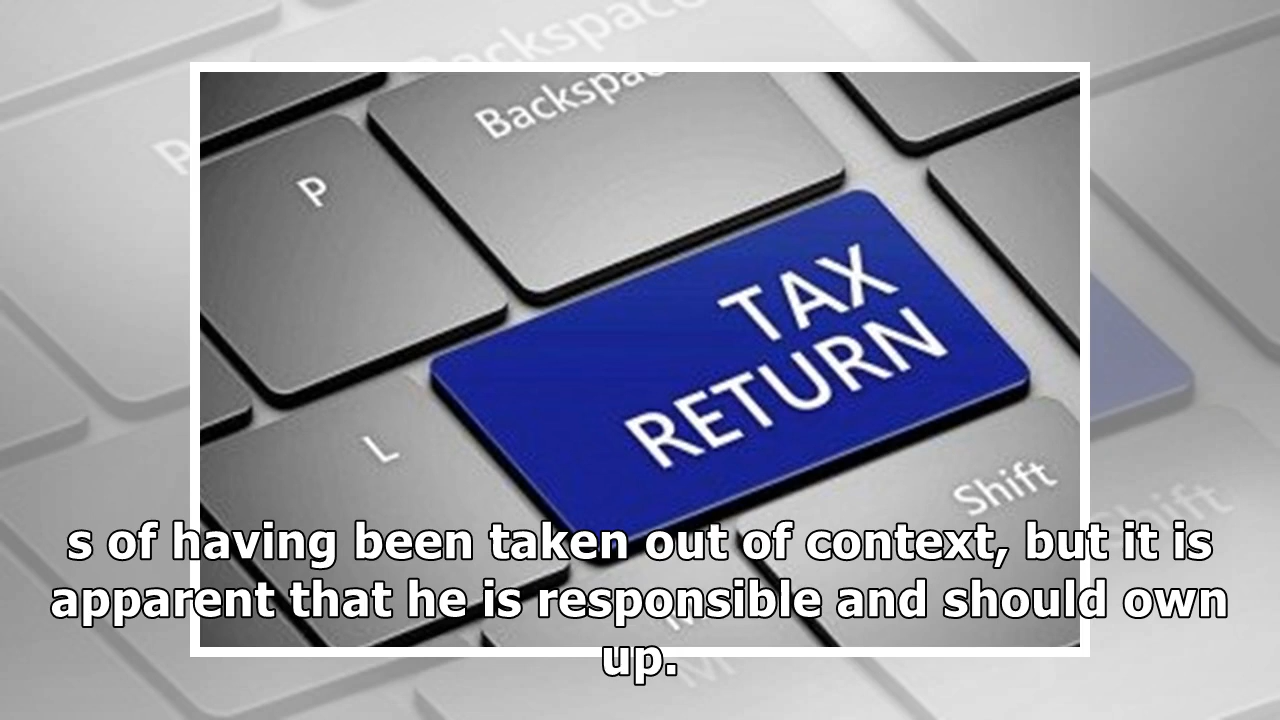 Backspac
P
TAX
RETURN
L
Shift
s of having been taken out of context, but it is
apparent that he is responsible and should own
up.